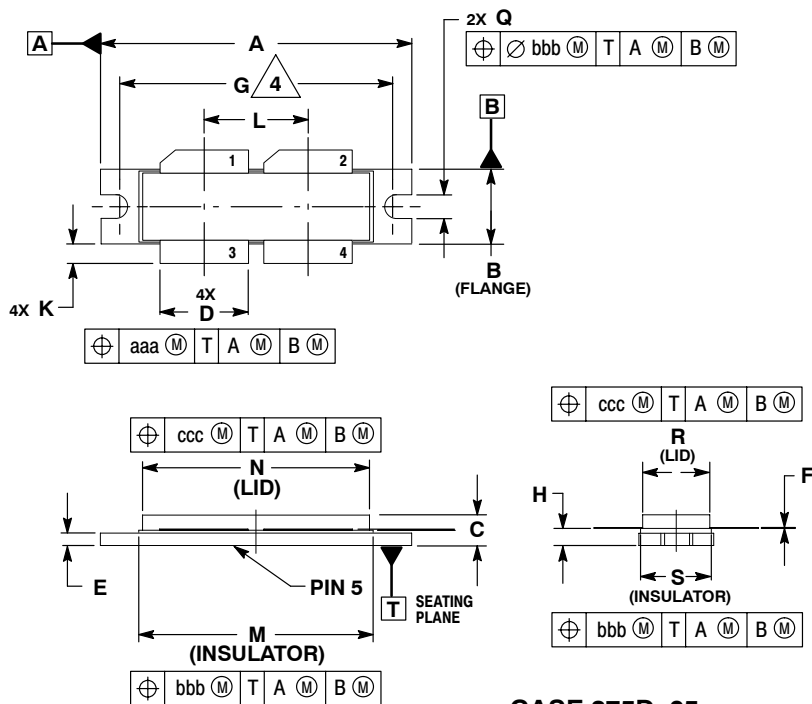 A
A
2X Q
⌖ ∅ bbb Ⓜ T A Ⓜ B Ⓜ
G 4
L
B
1 2
3 4
B
(FLANGE)
4X K
4X
D
⌖ aaa Ⓜ T A Ⓜ B Ⓜ
⌖ ccc Ⓜ T A Ⓜ B Ⓜ
N
(LID)
C
E
PIN 5
T SEATING
PLANE
M
(INSULATOR)
⌖ bbb Ⓜ T A Ⓜ B Ⓜ
⌖ ccc Ⓜ T A Ⓜ B Ⓜ
R
(LID)
F
H
S
(INSULATOR)
⌖ bbb Ⓜ T A Ⓜ B Ⓜ